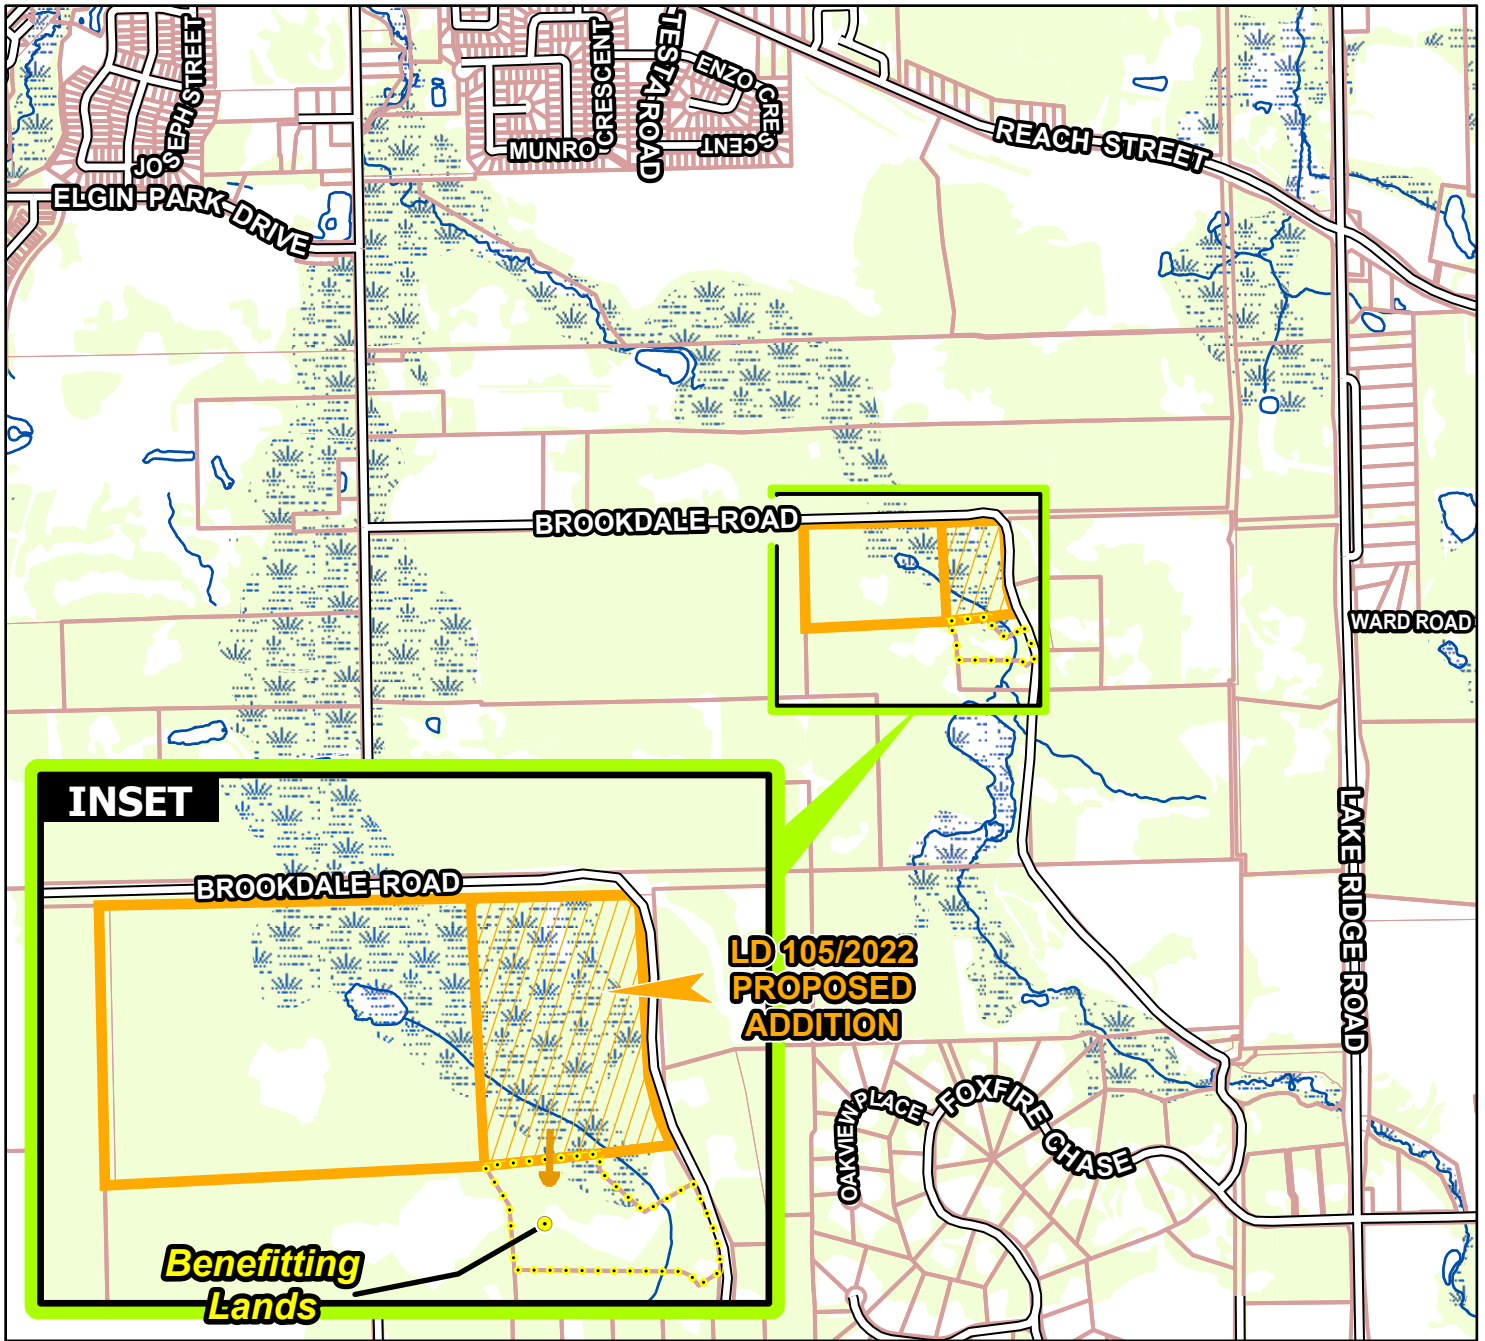 JOSEPH STREET
ELGIN PARK DRIVE
MUNRO CRESCENT
TESTA ROAD
ENZO CRESCENT
REACH STREET
BROOKDALE ROAD
WARD ROAD
LAKE RIDGE ROAD
INSET
BROOKDALE ROAD
LD 105/2022
PROPOSED
ADDITION
Benefitting
Lands
OAKVIEW PLACE
FOXFIRE CHASE